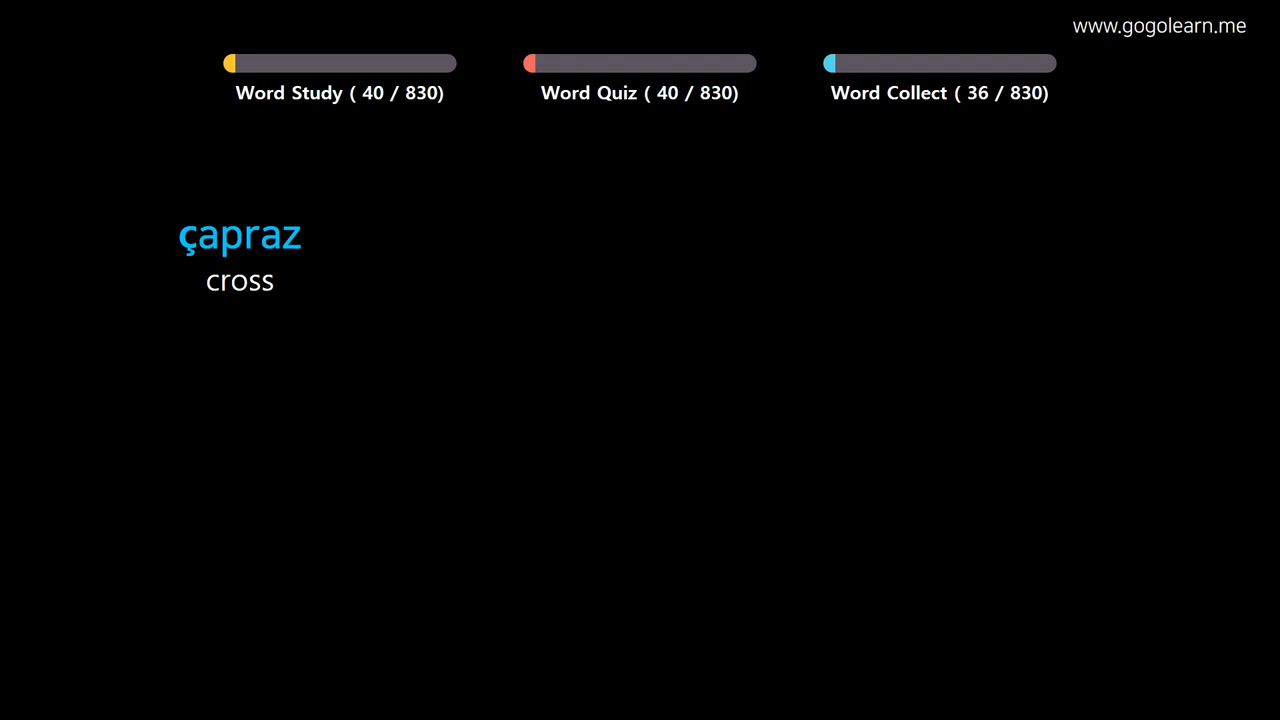 www.gogolearn.me
Word Study ( 40 / 830)
Word Quiz ( 40 / 830)
Word Collect ( 36 / 830)
çapraz
cross